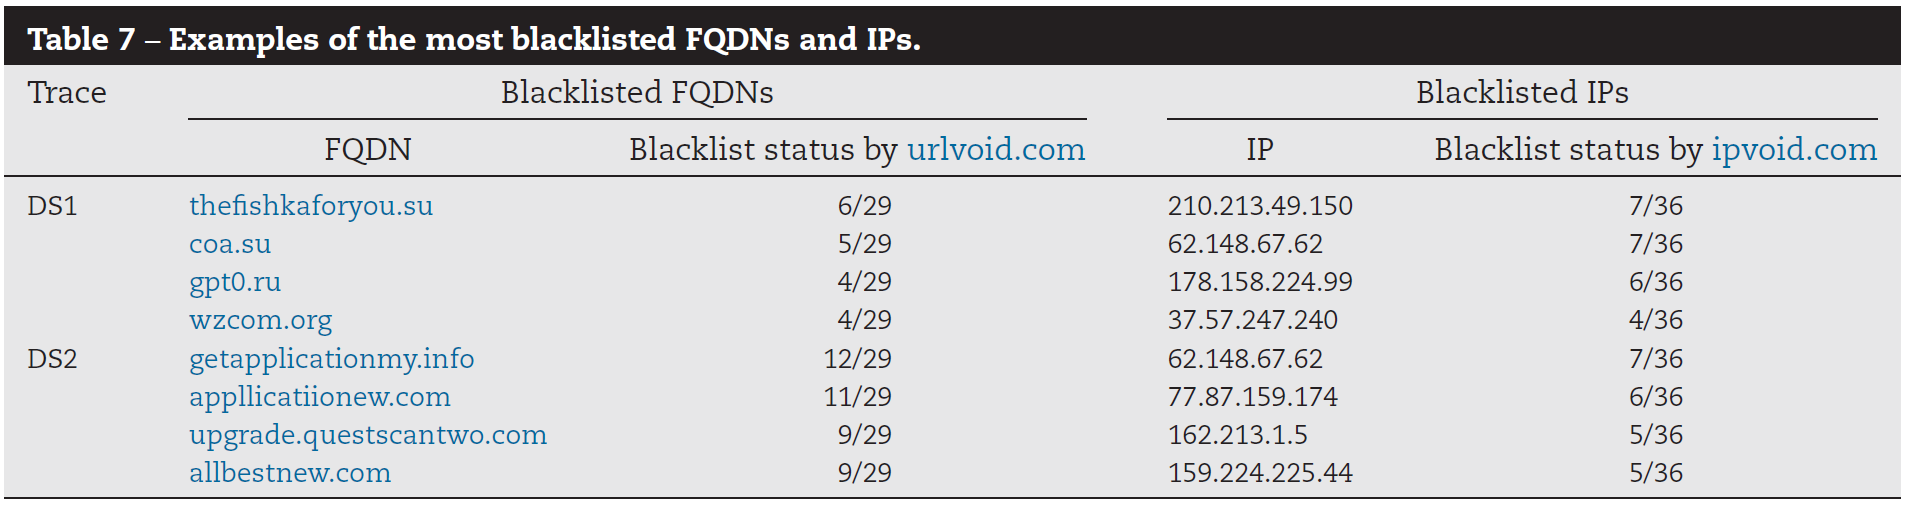 Table 7 – Examples of the most blacklisted FQDNs and IPs.
Trace Blacklisted FQDNs Blacklisted IPs
FQDN Blacklist status by urlvoid.com IP Blacklist status by ipvoid.com
DS1 thefishkaforyou.su 6/29 210.213.49.150 7/36
coa.su 5/29 62.148.67.62 7/36
gpt0.ru 4/29 178.158.224.99 6/36
wzcom.org 4/29 37.57.247.240 4/36
DS2 getapplicationmy.info 12/29 62.148.67.62 7/36
appllicatiionew.com 11/29 77.87.159.174 6/36
upgrade.questscantwo.com 9/29 162.213.1.5 5/36
allbestnew.com 9/29 159.224.225.44 5/36